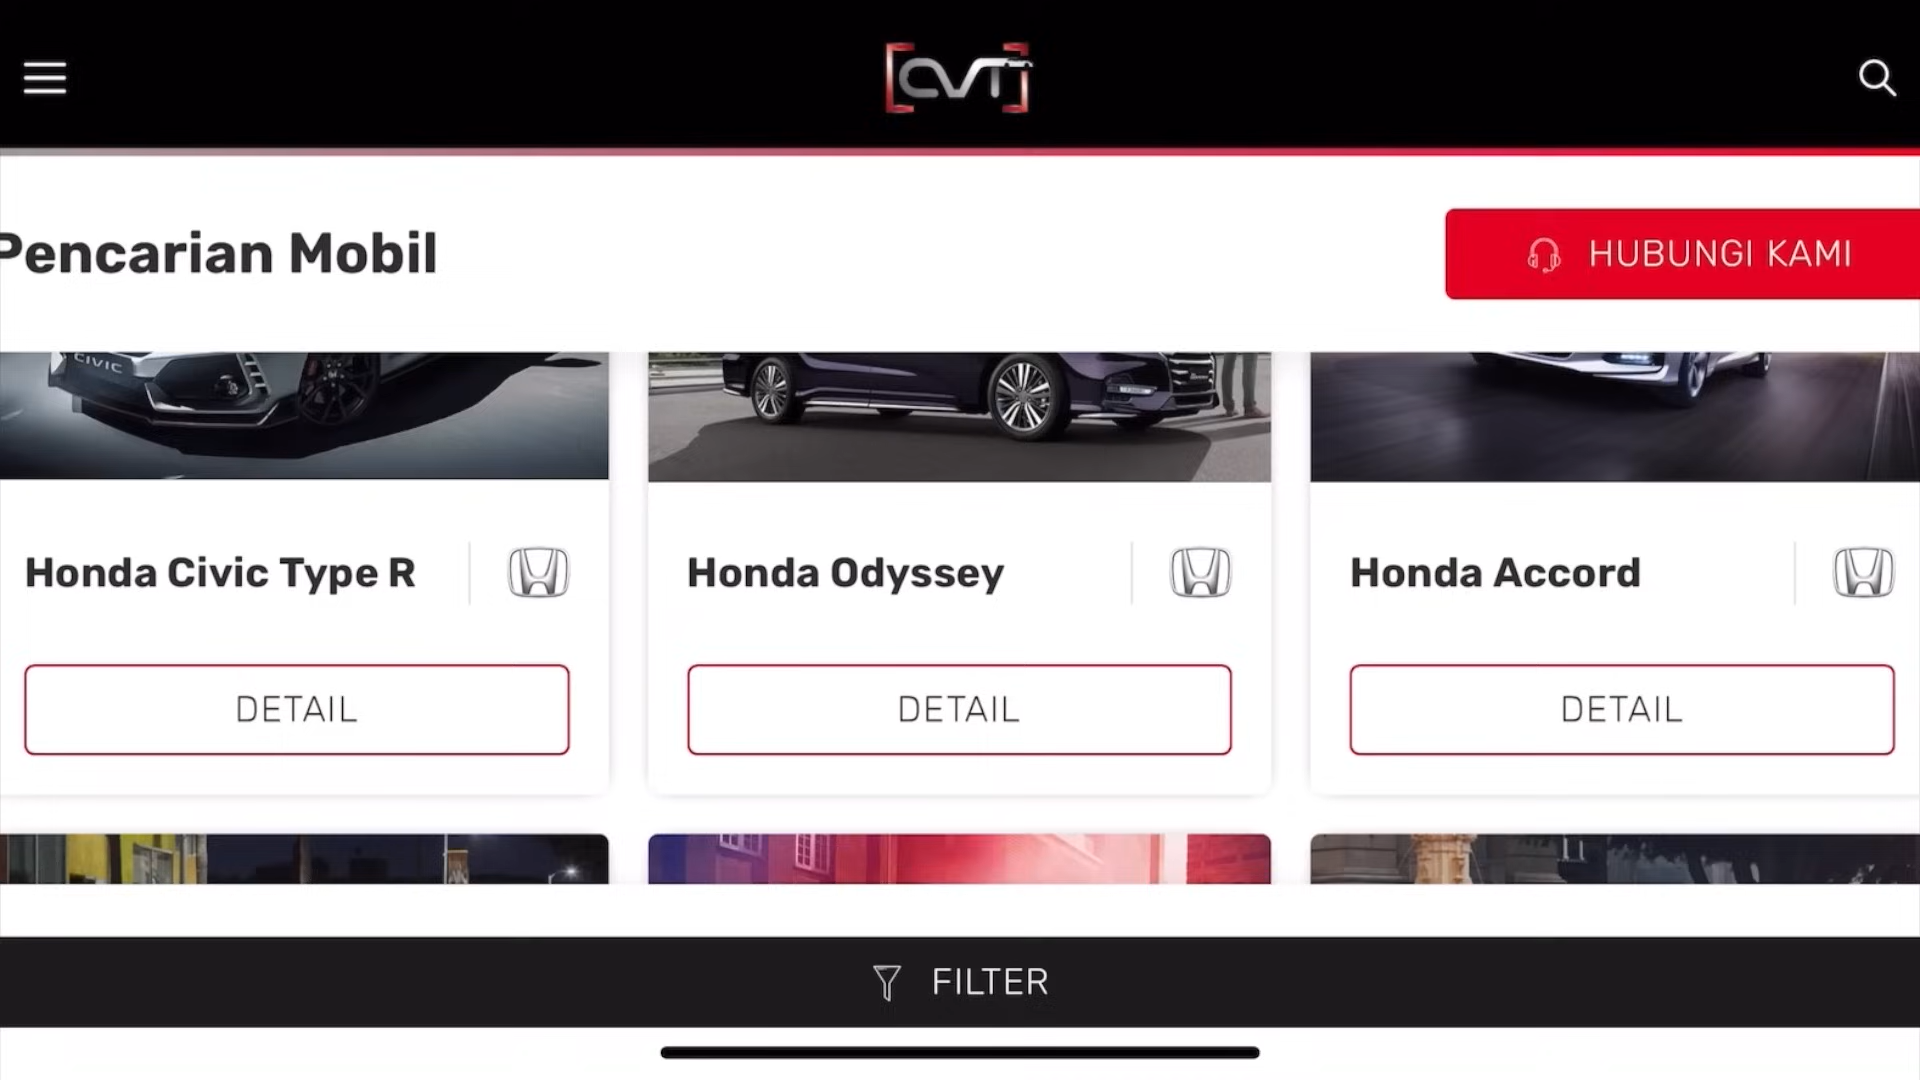 CVT
Pencarian Mobil
HUBUNGI KAMI
CIVIC
Honda Civic Type R
Honda Odyssey
Honda Accord
DETAIL
DETAIL
DETAIL
FILTER